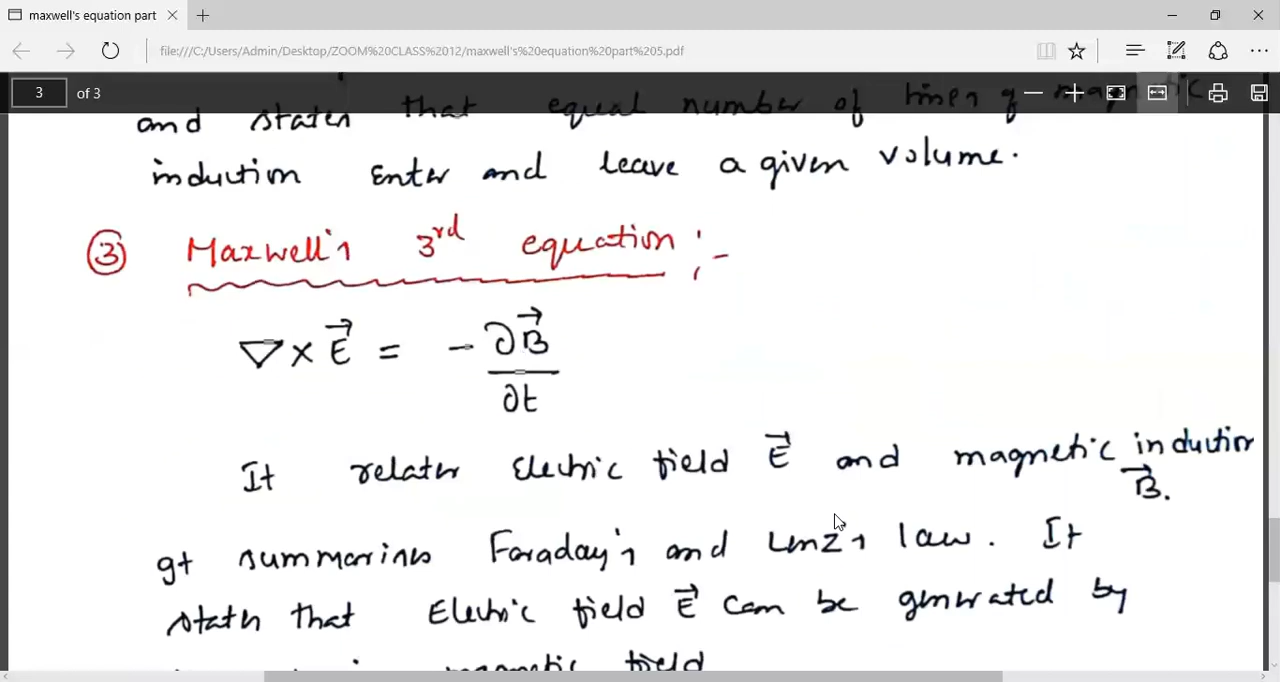 maxwell's equation part
file:///C:/Users/Admin/Desktop/ZOOM%20CLASS%2012/maxwell's%20equation%20part%205.pdf
3 of 3
and states that equal number of lines of magnetic
induction Enter and leave a given volume.
③ Maxwell's 3rd equation :-
∇ × E⃗ = - ∂B⃗/∂t
It relates Electric field E⃗ and magnetic induction B⃗.
It summarises Faraday's and Lenz's law. It
states that Electric field E⃗ can be generated by
magnetic field